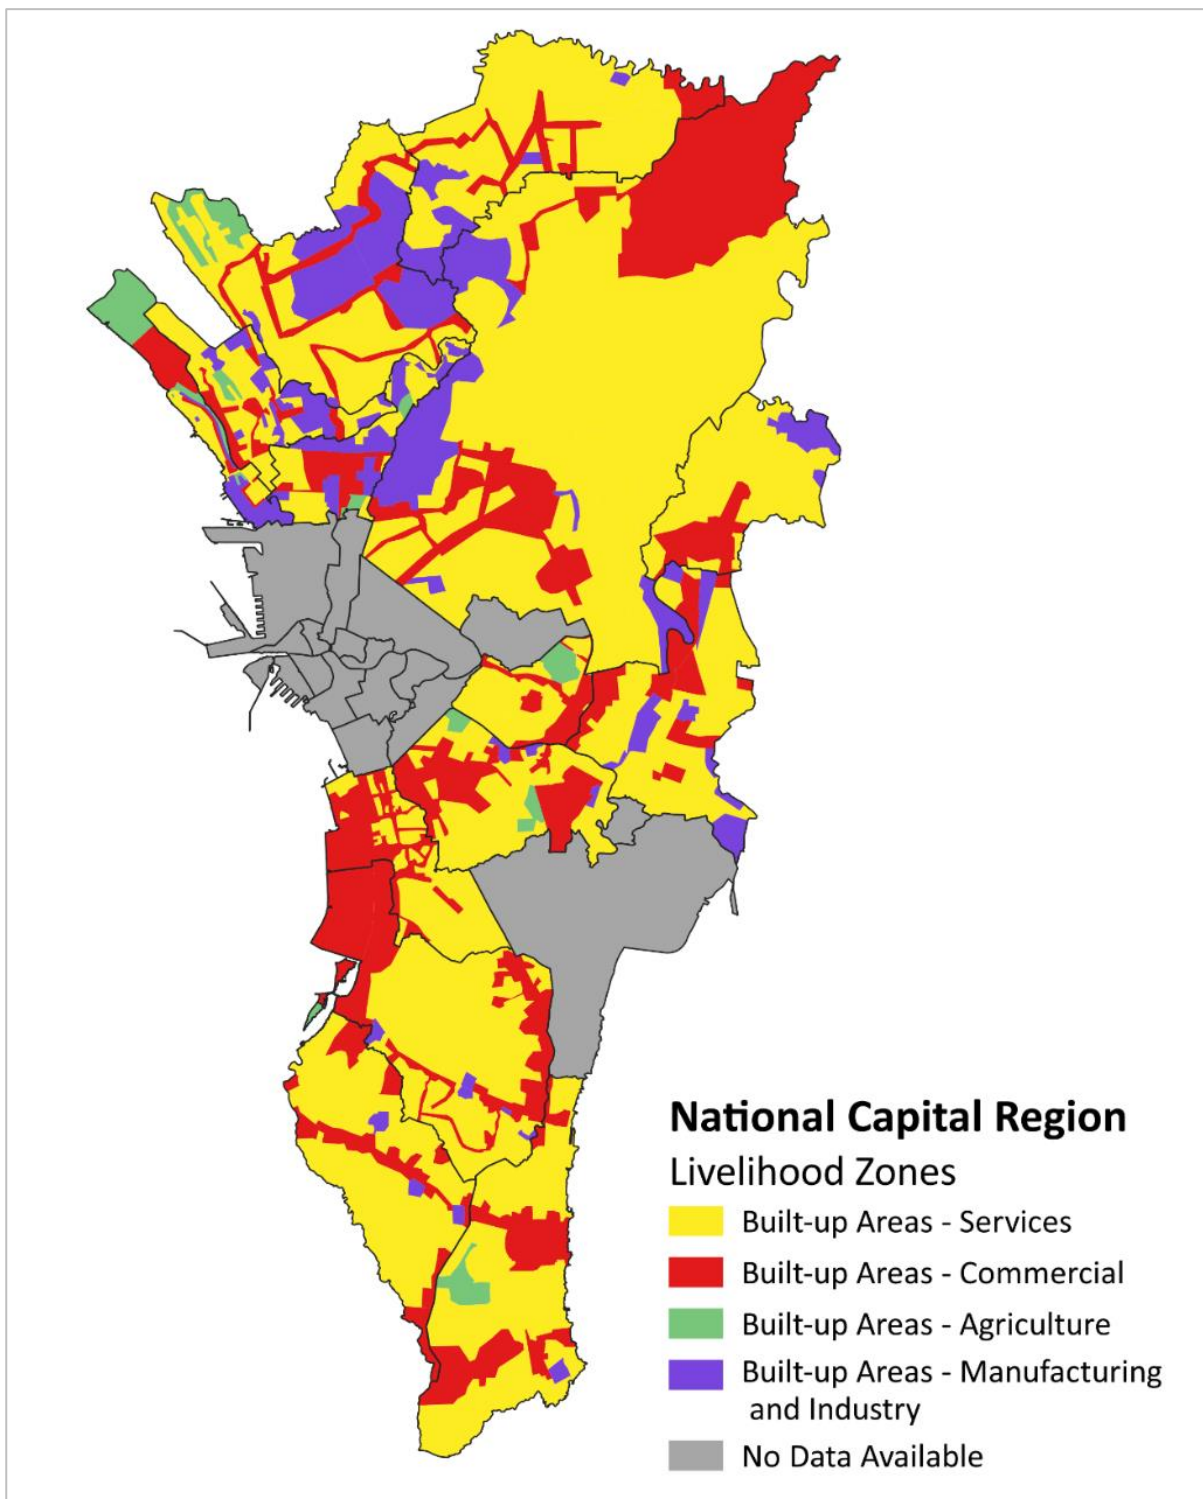 National Capital Region
Livelihood Zones
Built-up Areas - Services
Built-up Areas - Commercial
Built-up Areas - Agriculture
Built-up Areas - Manufacturing
and Industry
No Data Available